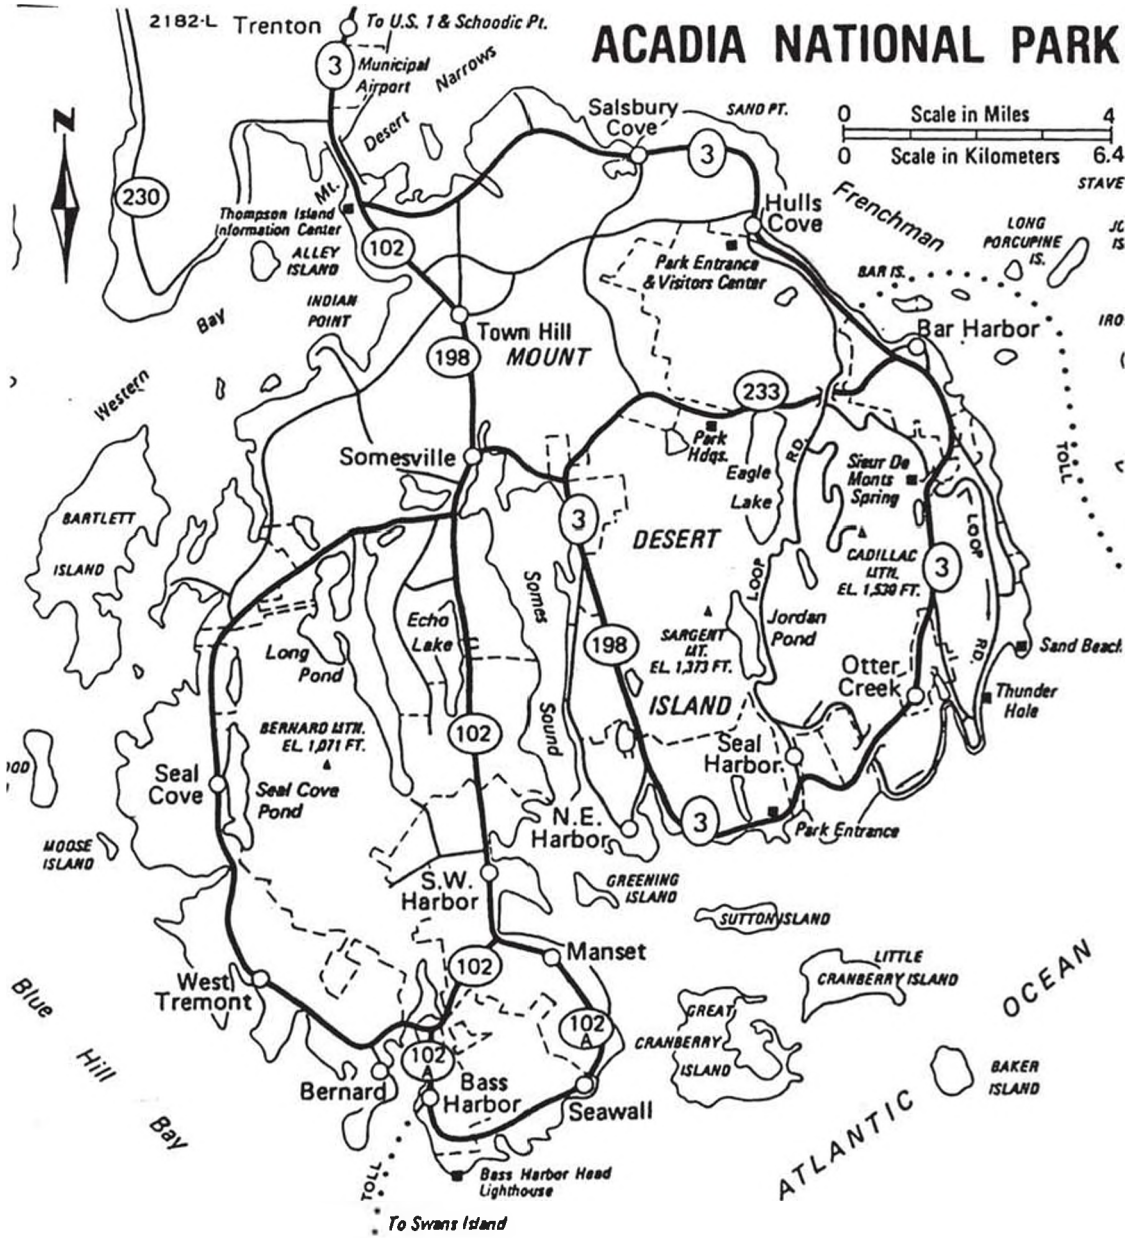 2182-L
Trenton
To U.S. 1 & Schoodic Pt.
ACADIA NATIONAL PARK
3
Municipal
Airport
Narrows
Desert
Mt.
Salsbury
Cove
SAND PT.
0
Scale in Miles
4
0
Scale in Kilometers
6.4
N
3
STAVE
230
Thompson Island
Information Center
102
ALLEY
ISLAND
Hulls
Cove
Frenchman
LONG
PORCUPINE
IS.
Park Entrance
& Visitors Center
BAR IS.
INDIAN
POINT
Bay
Town Hill
198
MOUNT
Bar Harbor
IRO
Western
233
Somesville
Park
Hdqs.
Eagle
Lake
RD.
Sieur De
Monts
Spring
TOLL
BARTLETT
ISLAND
3
DESERT
LOOP
CADILLAC
MTN.
EL. 1,530 FT.
3
Somes
Echo
Lake
LOOP
Jordan
Pond
198
SARGENT
MT.
EL. 1,373 FT.
RD.
Sand Beach
Long
Pond
Otter
Creek
Thunder
Hole
BERNARD MTN.
EL. 1,071 FT.
102
Sound
ISLAND
Seal
Harbor
OOD
Seal
Cove
Seal Cove
Pond
N.E.
Harbor
3
Park Entrance
MOOSE
ISLAND
S.W.
Harbor
GREENING
ISLAND
SUTTON ISLAND
Manset
102
LITTLE
CRANBERRY ISLAND
West
Tremont
OCEAN
Blue
Hill
Bay
102
A
GREAT
CRANBERRY
ISLAND
102
A
Bernard
Bass
Harbor
Seawall
BAKER
ISLAND
ATLANTIC
TOLL
Bass Harbor Head
Lighthouse
To Swans Island